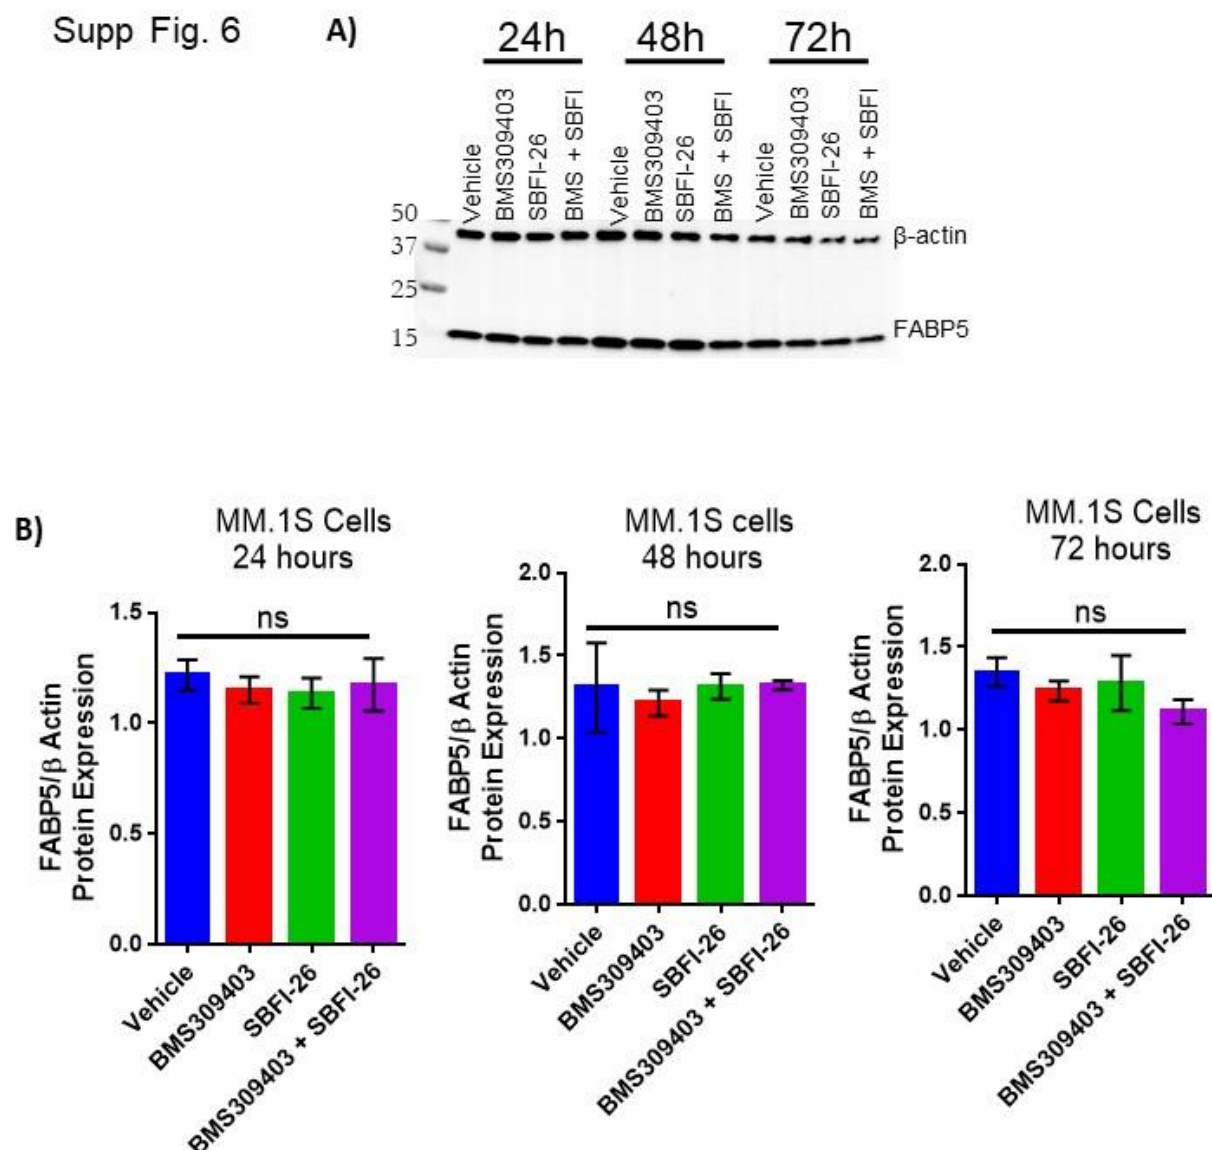 Supp Fig. 6
A)
24h 48h 72h
Vehicle
BMS309403
SBFI-26
BMS + SBFI
Vehicle
BMS309403
SBFI-26
BMS + SBFI
Vehicle
BMS309403
SBFI-26
BMS + SBFI
50
37
25
15
β-actin
FABP5
B)
MM.1S Cells
24 hours
FABP5/β Actin
Protein Expression
1.5
1.0
0.5
0.0
ns
Vehicle
BMS309403
SBFI-26
BMS309403 + SBFI-26
MM.1S cells
48 hours
FABP5/β Actin
Protein Expression
2.0
1.5
1.0
0.5
0.0
ns
Vehicle
BMS309403
SBFI-26
BMS309403 + SBFI-26
MM.1S Cells
72 hours
FABP5/β Actin
Protein Expression
2.0
1.5
1.0
0.5
0.0
ns
Vehicle
BMS309403
SBFI-26
BMS309403 + SBFI-26